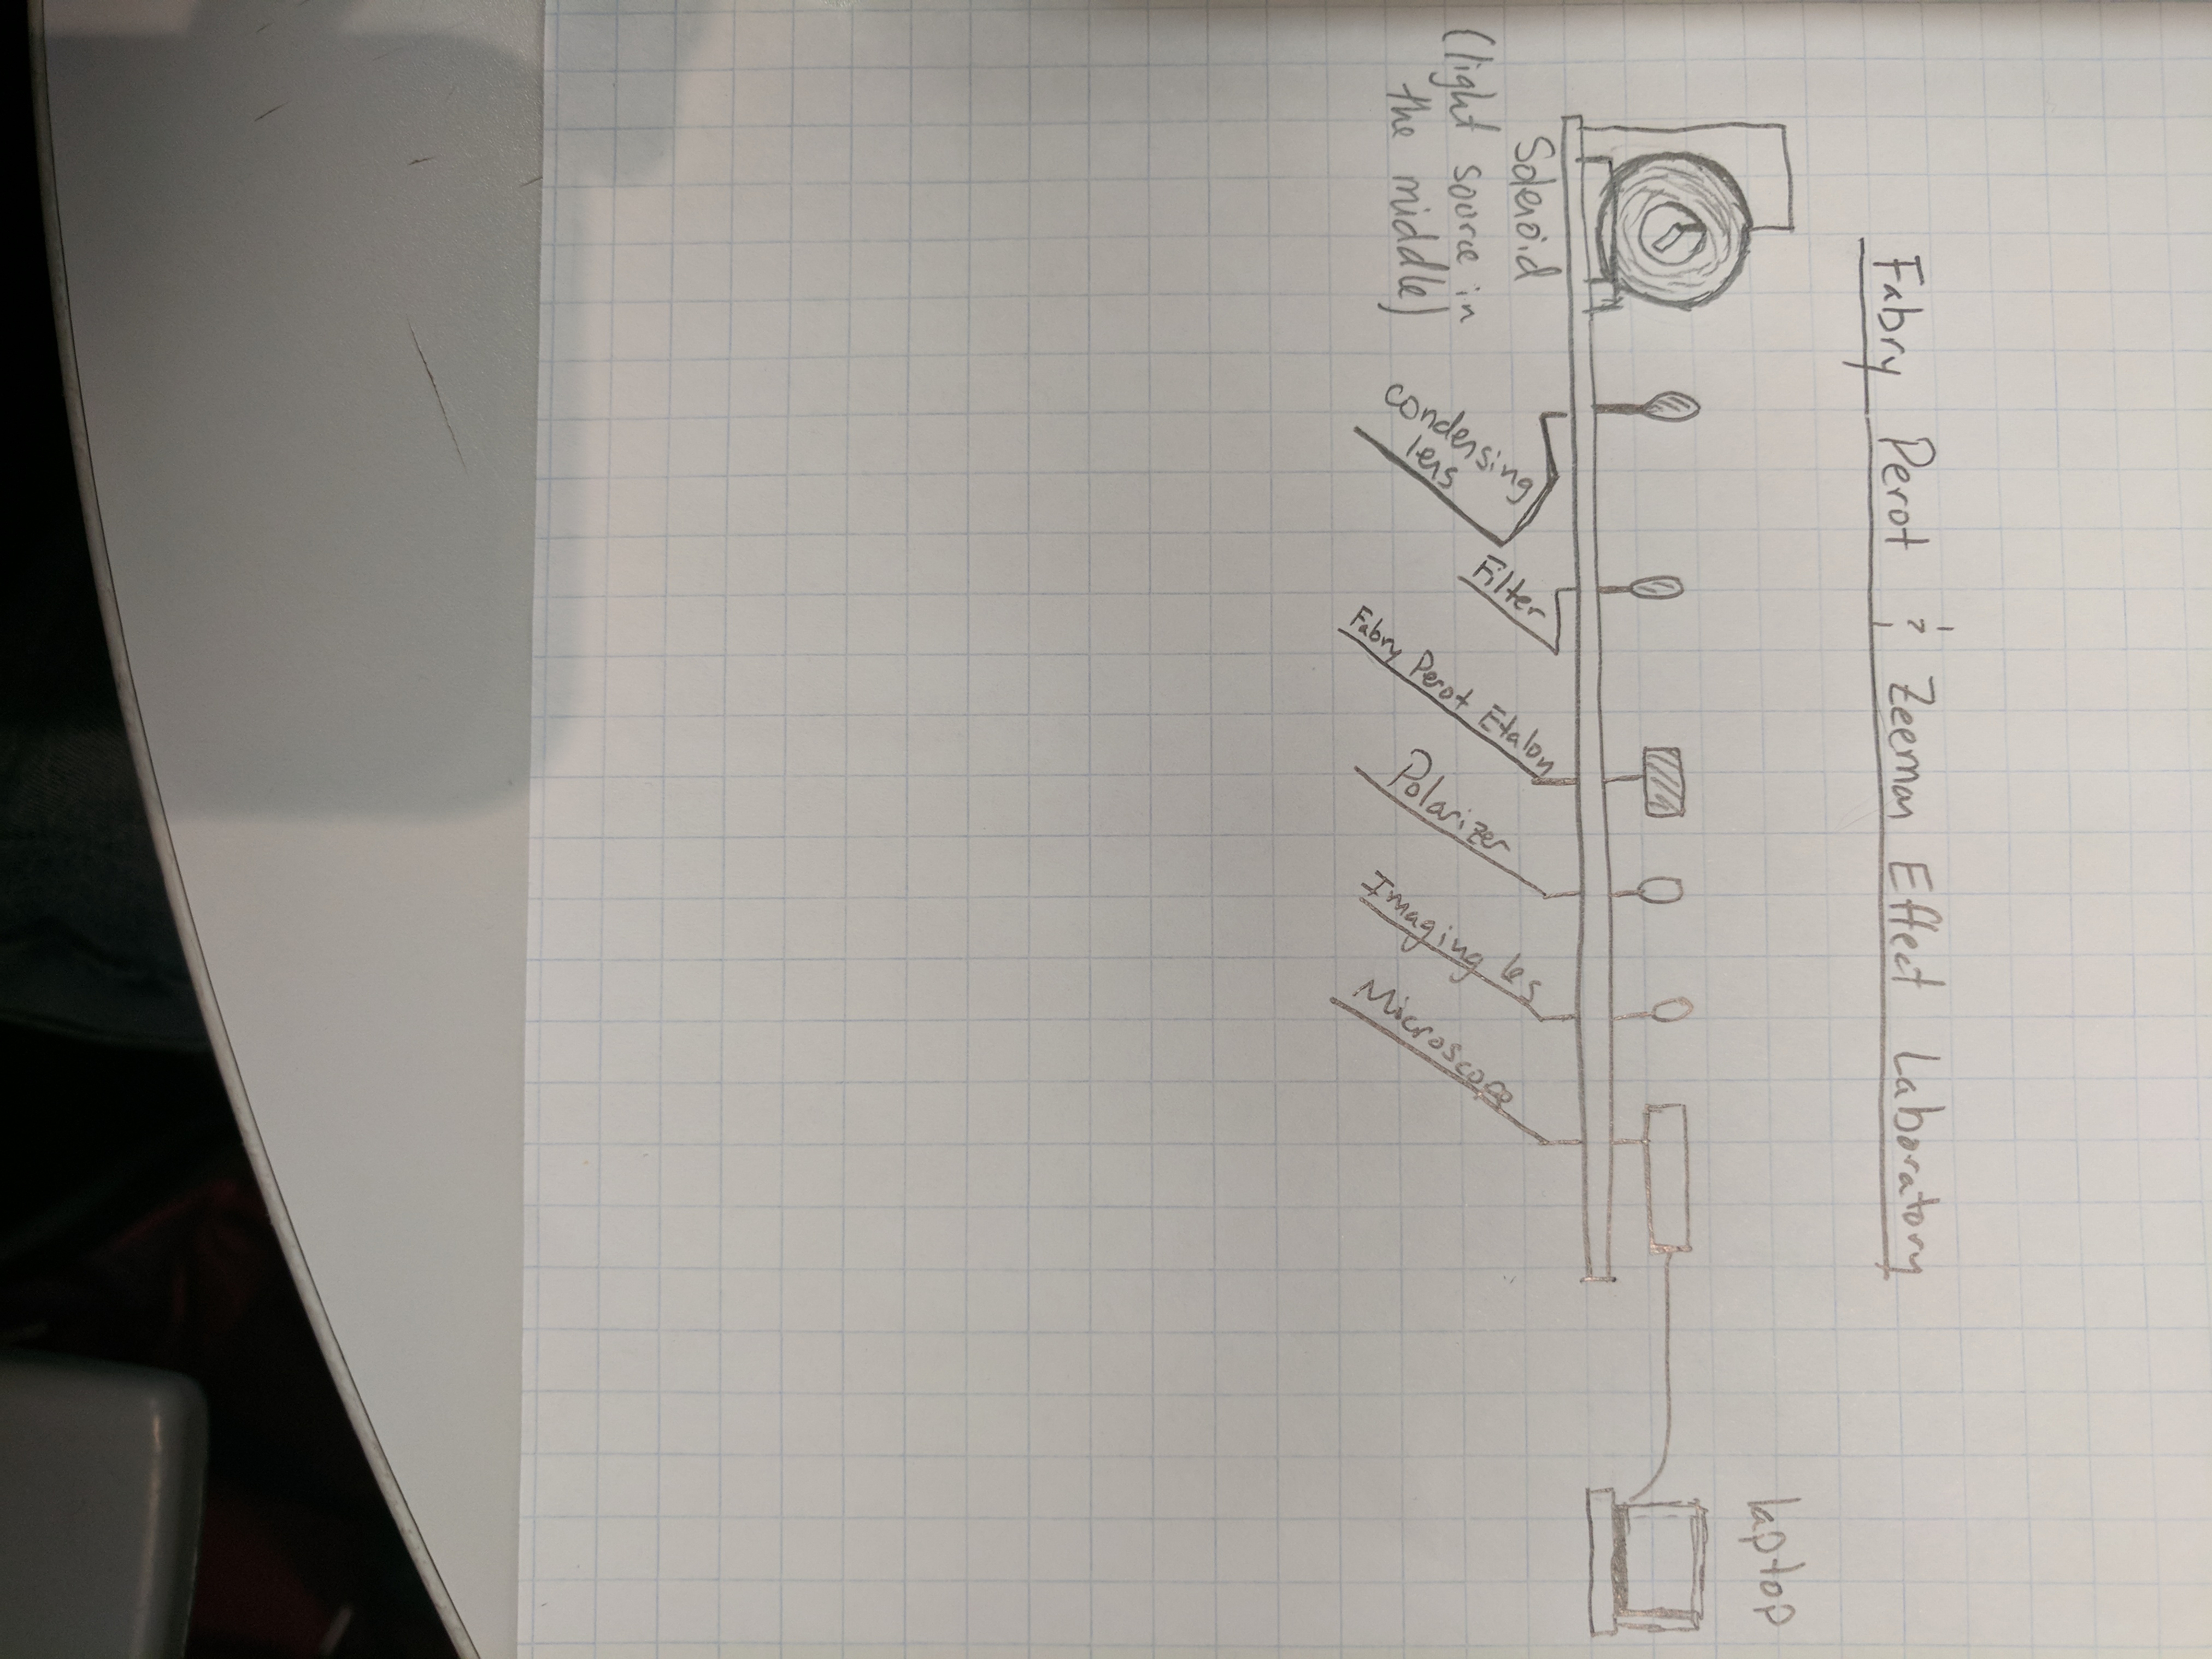 Fabry Perot & Zeeman Effect Laboratory
laptop
Solenoid
(light source in
the middle)
condensing
lens
Filter
Fabry Perot Etalon
Polarizer
Imaging les
Microscope